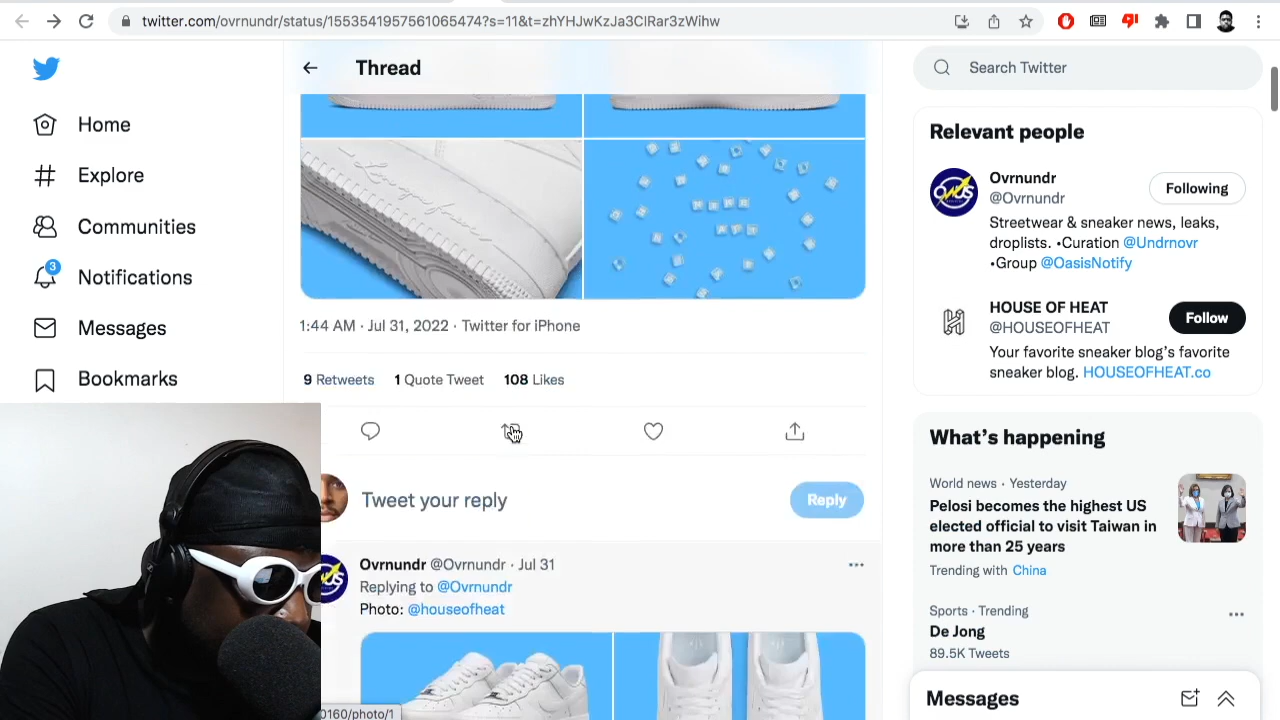 twitter.com/ovrnundr/status/1553541957561065474?s=11&t=zhYHJwKzJa3ClRar3zWihw
Thread
Search Twitter
Home
Explore
Communities
3
Notifications
Messages
Bookmarks
1:44 AM · Jul 31, 2022 · Twitter for iPhone
9 Retweets 1 Quote Tweet 108 Likes
Tweet your reply
Reply
Ovrnundr @Ovrnundr · Jul 31
Replying to @Ovrnundr
Photo: @houseofheat
0160/photo/1
Relevant people
Ovrnundr
@Ovrnundr
Following
Streetwear & sneaker news, leaks,
droplists. •Curation @Undrnovr
•Group @OasisNotify
HOUSE OF HEAT
@HOUSEOFHEAT
Follow
Your favorite sneaker blog's favorite
sneaker blog. HOUSEOFHEAT.co
What's happening
World news · Yesterday
Pelosi becomes the highest US
elected official to visit Taiwan in
more than 25 years
Trending with China
Sports · Trending
De Jong
89.5K Tweets
Messages